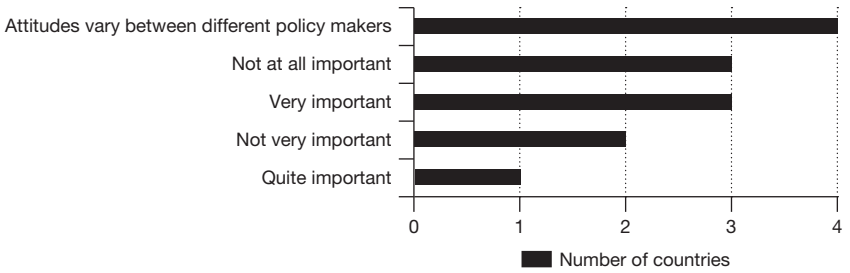 Attitudes vary between different policy makers
Not at all important
Very important
Not very important
Quite important
0 1 2 3 4
Number of countries